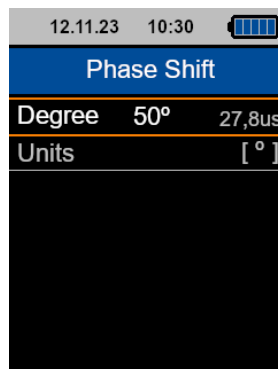 12.11.23 10:30
Phase Shift
Degree 50º 27,8us
Units [ º ]